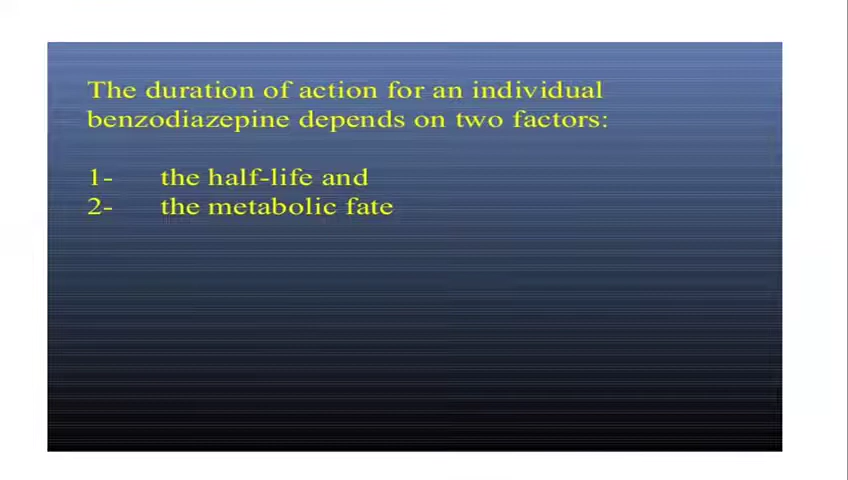 The duration of action for an individual
benzodiazepine depends on two factors:
1- the half-life and
2- the metabolic fate